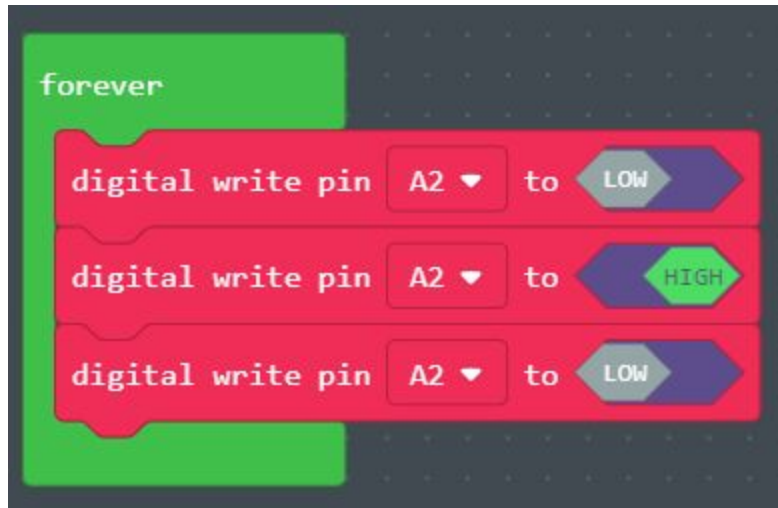 forever
digital write pin A2 to LOW
digital write pin A2 to HIGH
digital write pin A2 to LOW